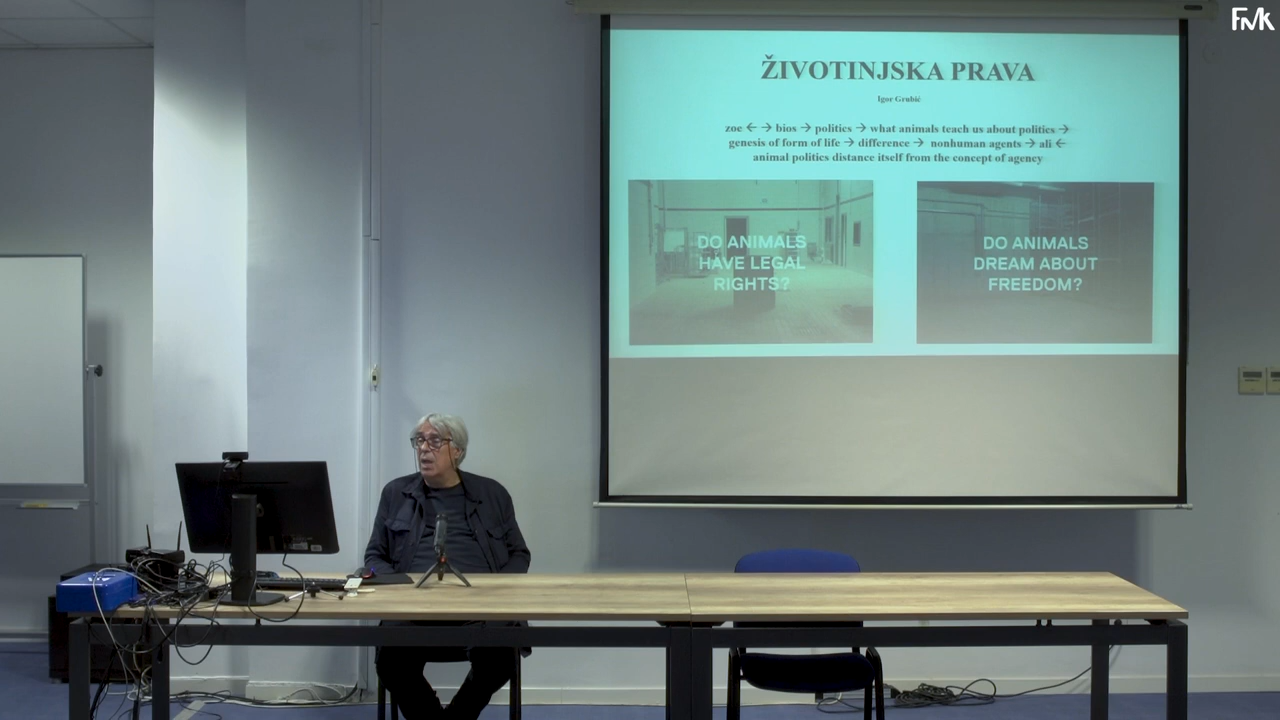 FMK
ŽIVOTINJSKA PRAVA
Igor Grubić
zoe ← → bios → politics → what animals teach us about politics →
genesis of form of life → difference → nonhuman agents → ali ←
animal politics distance itself from the concept of agency
DO ANIMALS
HAVE LEGAL
RIGHTS?
DO ANIMALS
DREAM ABOUT
FREEDOM?